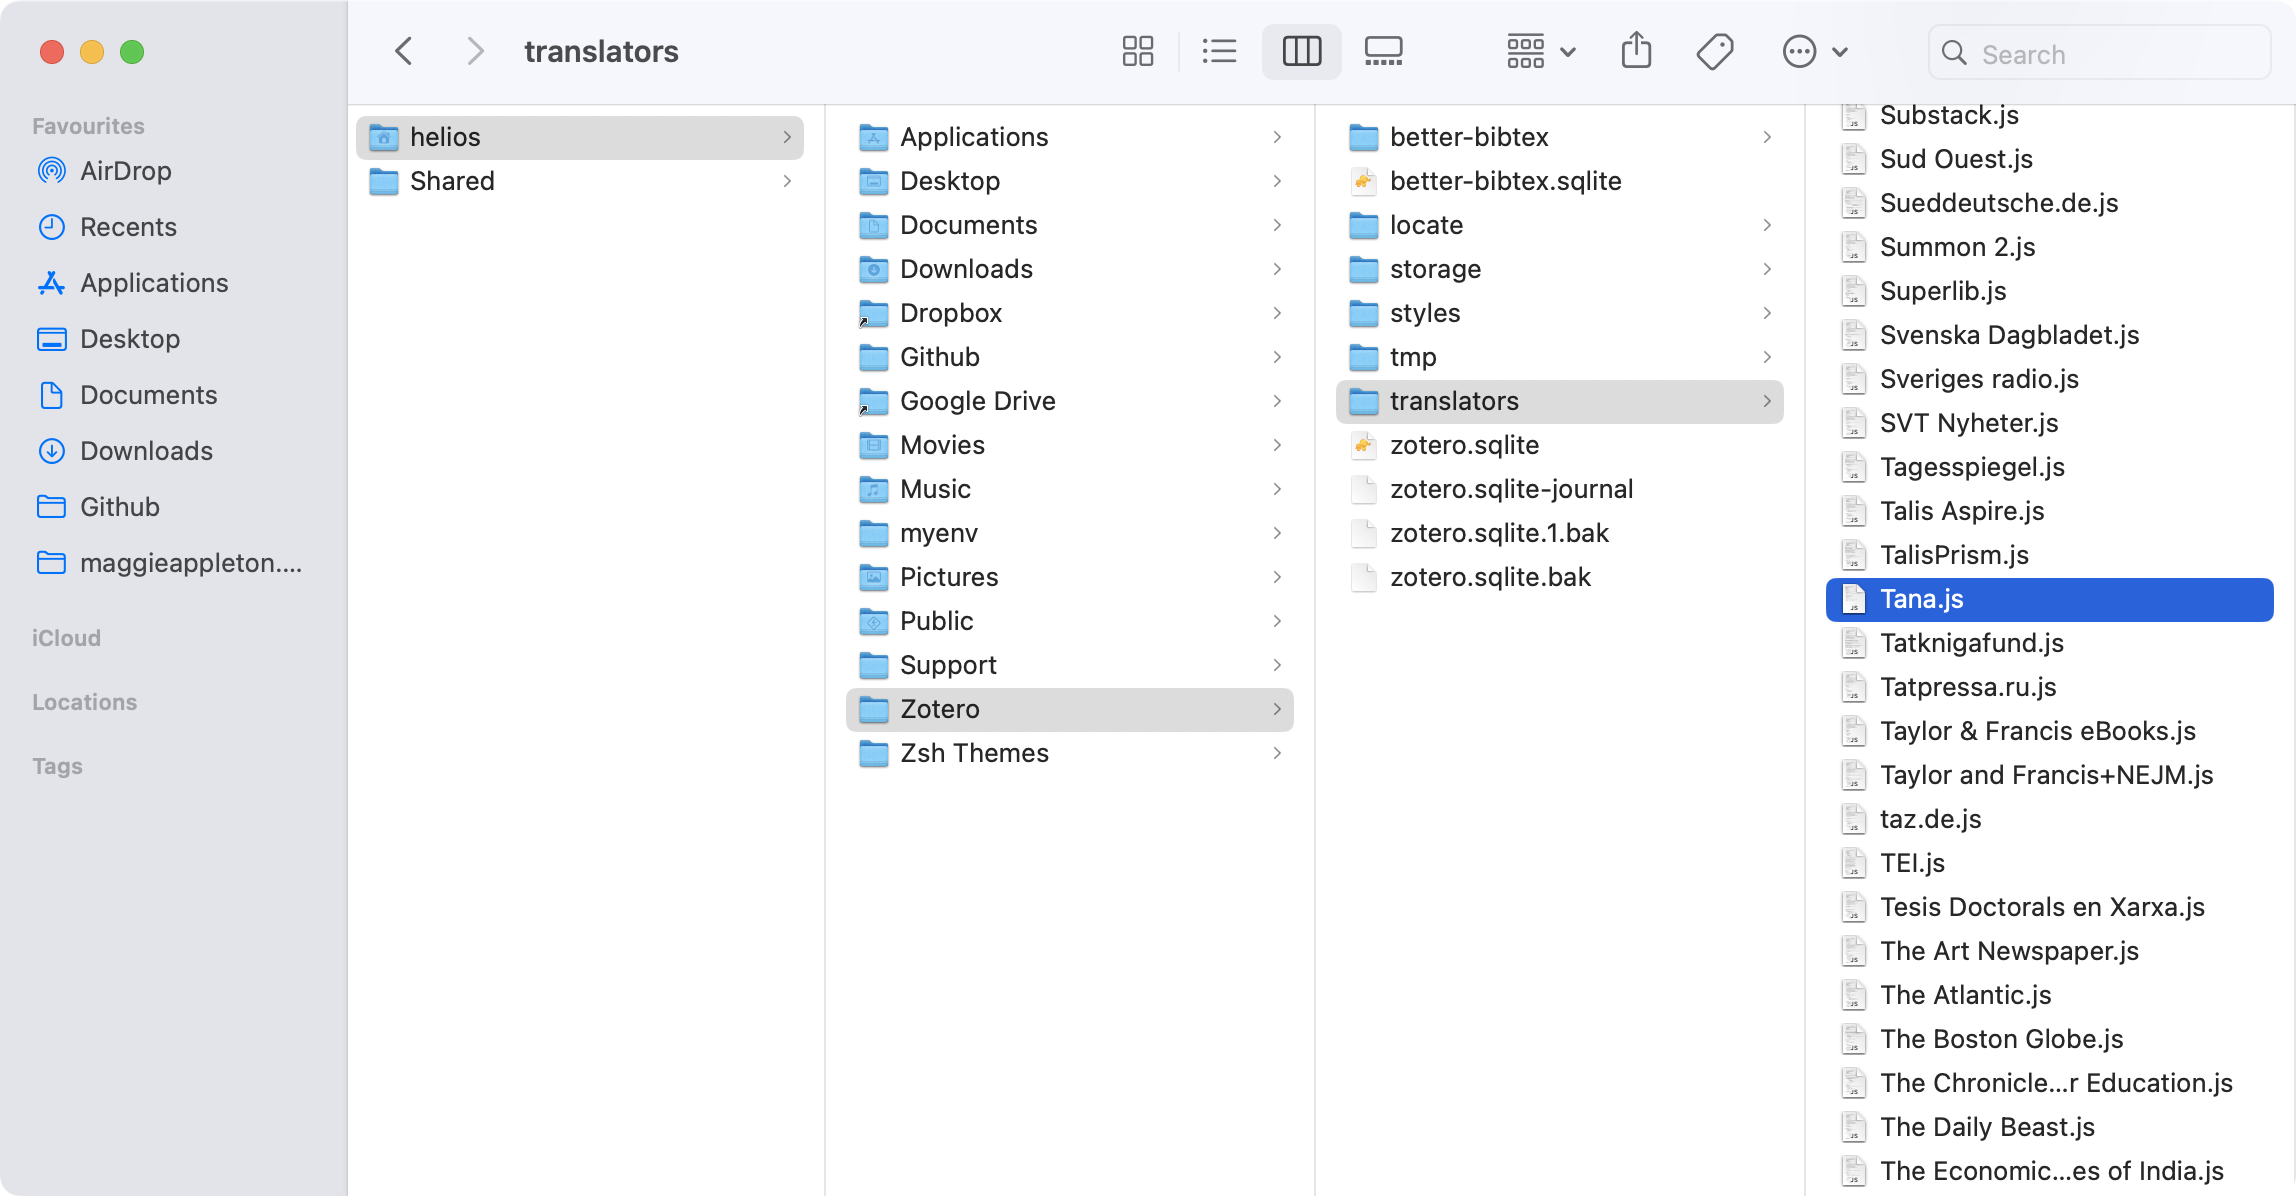 translators
Search
Favourites
AirDrop
Recents
Applications
Desktop
Documents
Downloads
Github
maggieappleton....
iCloud
Locations
Tags
helios
Shared
Applications
Desktop
Documents
Downloads
Dropbox
Github
Google Drive
Movies
Music
myenv
Pictures
Public
Support
Zotero
Zsh Themes
better-bibtex
better-bibtex.sqlite
locate
storage
styles
tmp
translators
zotero.sqlite
zotero.sqlite-journal
zotero.sqlite.1.bak
zotero.sqlite.bak
Substack.js
Sud Ouest.js
Sueddeutsche.de.js
Summon 2.js
Superlib.js
Svenska Dagbladet.js
Sveriges radio.js
SVT Nyheter.js
Tagesspiegel.js
Talis Aspire.js
TalisPrism.js
Tana.js
Tatknigafund.js
Tatpressa.ru.js
Taylor & Francis eBooks.js
Taylor and Francis+NEJM.js
taz.de.js
TEI.js
Tesis Doctorals en Xarxa.js
The Art Newspaper.js
The Atlantic.js
The Boston Globe.js
The Chronicle...r Education.js
The Daily Beast.js
The Economic...es of India.js